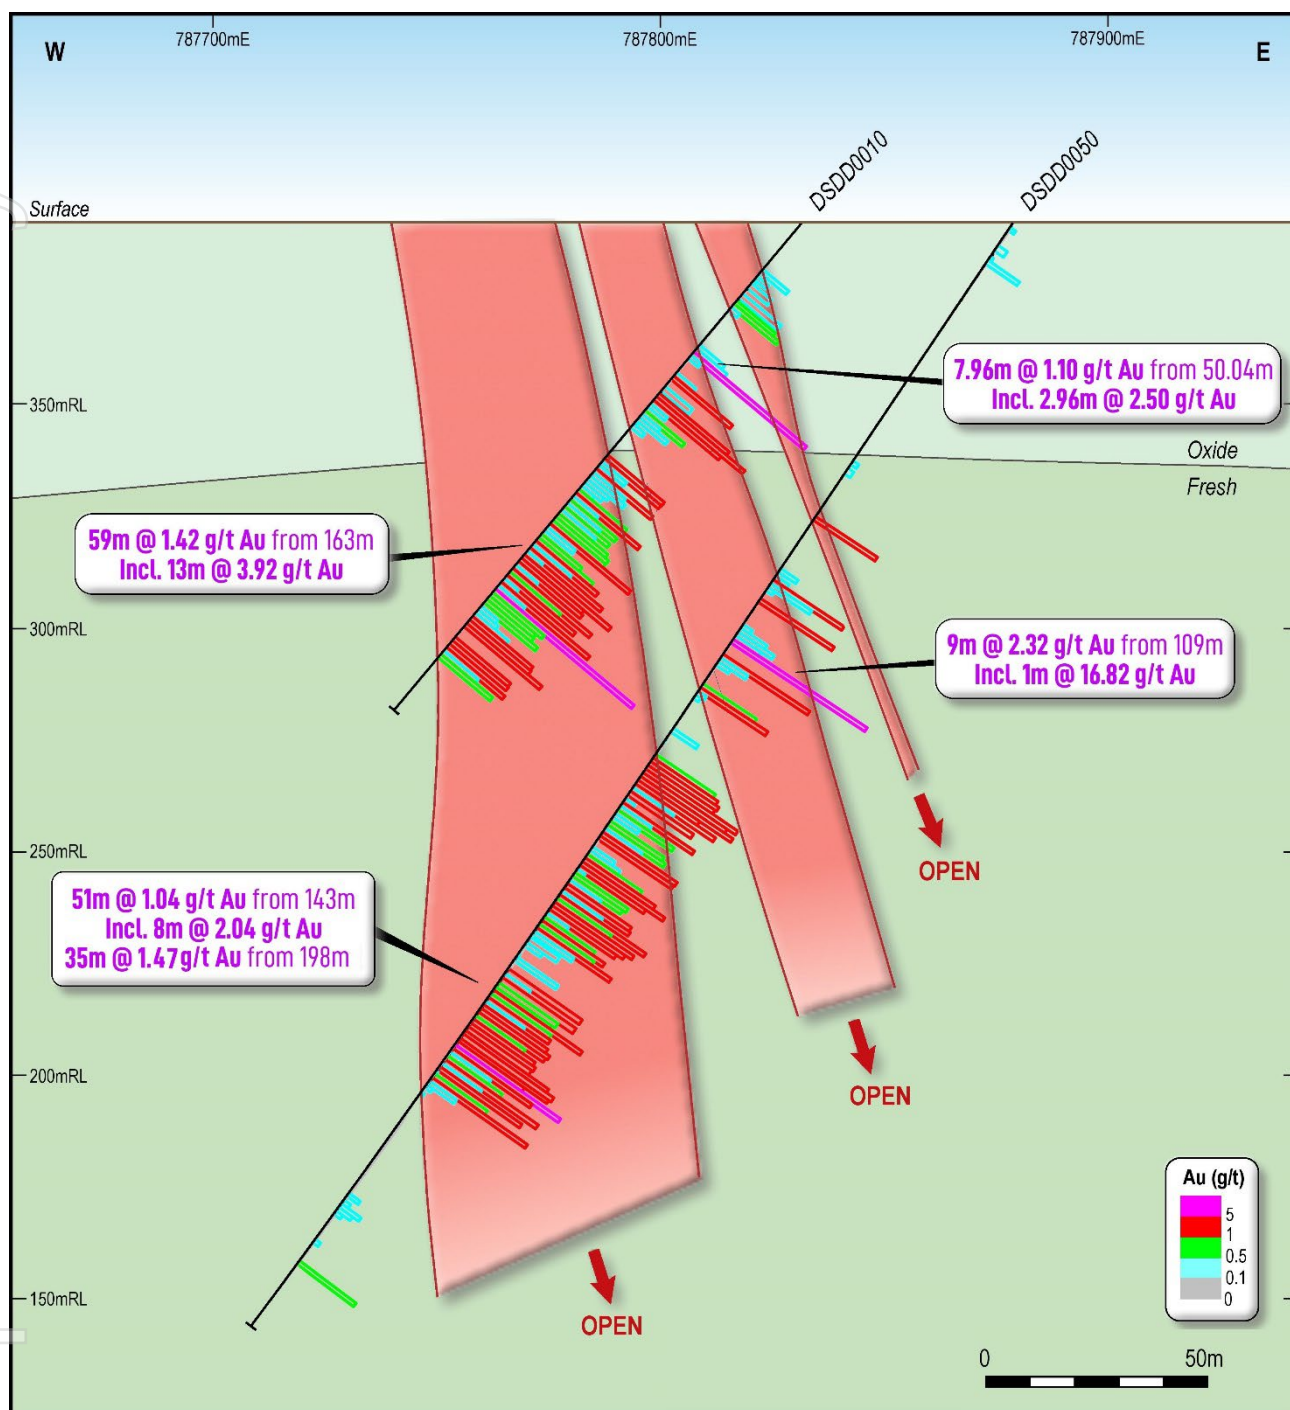 787700mE
787800mE
787900mE
W
E
DSDD0010
DSDD0050
Surface
7.96m @ 1.10 g/t Au from 50.04m
Incl. 2.96m @ 2.50 g/t Au
350mRL
Oxide
Fresh
59m @ 1.42 g/t Au from 163m
Incl. 13m @ 3.92 g/t Au
300mRL
9m @ 2.32 g/t Au from 109m
Incl. 1m @ 16.82 g/t Au
250mRL
OPEN
51m @ 1.04 g/t Au from 143m
Incl. 8m @ 2.04 g/t Au
35m @ 1.47g/t Au from 198m
200mRL
OPEN
Au (g/t)
5
1
0.5
0.1
0
150mRL
OPEN
0
50m